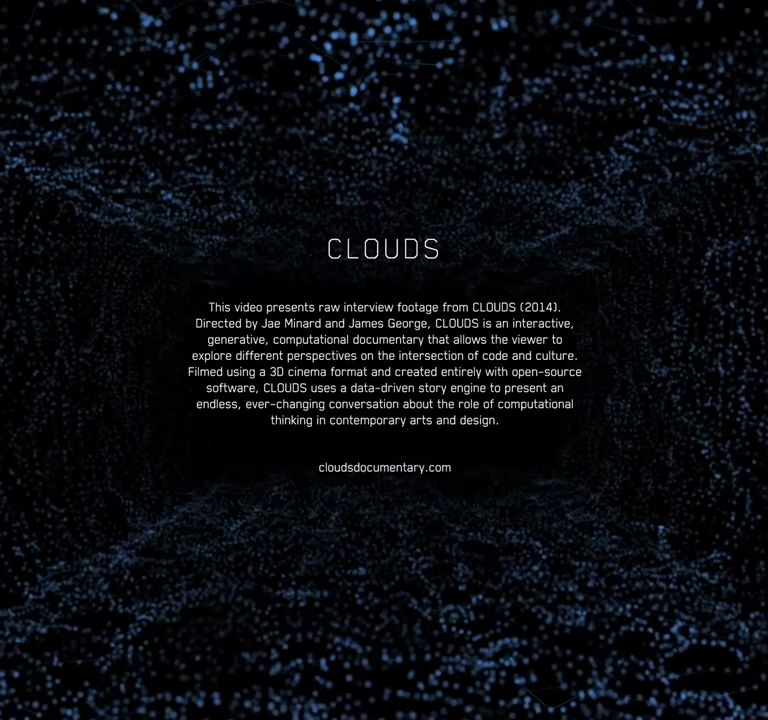 CLOUDS
This video presents raw interview footage from CLOUDS (2014).
Directed by Jae Minard and James George, CLOUDS is an interactive,
generative, computational documentary that allows the viewer to
explore different perspectives on the intersection of code and culture.
Filmed using a 3D cinema format and created entirely with open-source
software, CLOUDS uses a data-driven story engine to present an
endless, ever-changing conversation about the role of computational
thinking in contemporary arts and design.
cloudsdocumentary.com